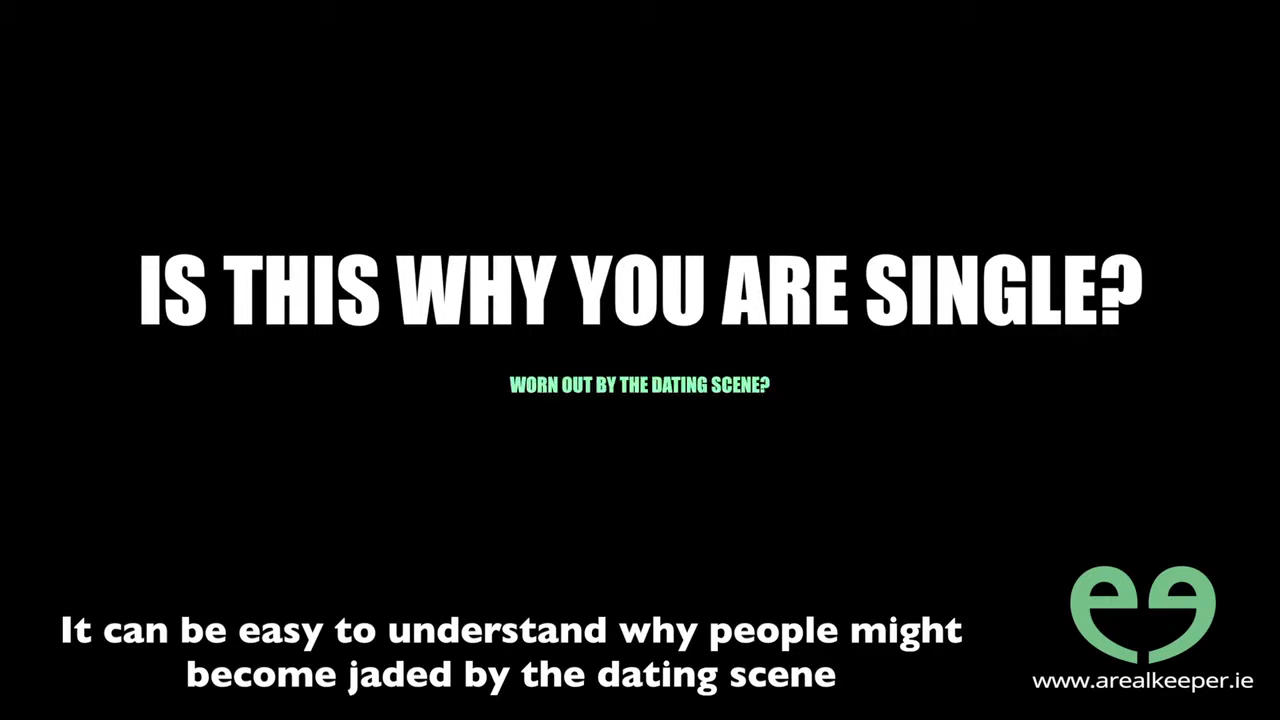 IS THIS WHY YOU ARE SINGLE?
WORN OUT BY THE DATING SCENE?
It can be easy to understand why people might
become jaded by the dating scene
ee
www.arealkeeper.ie